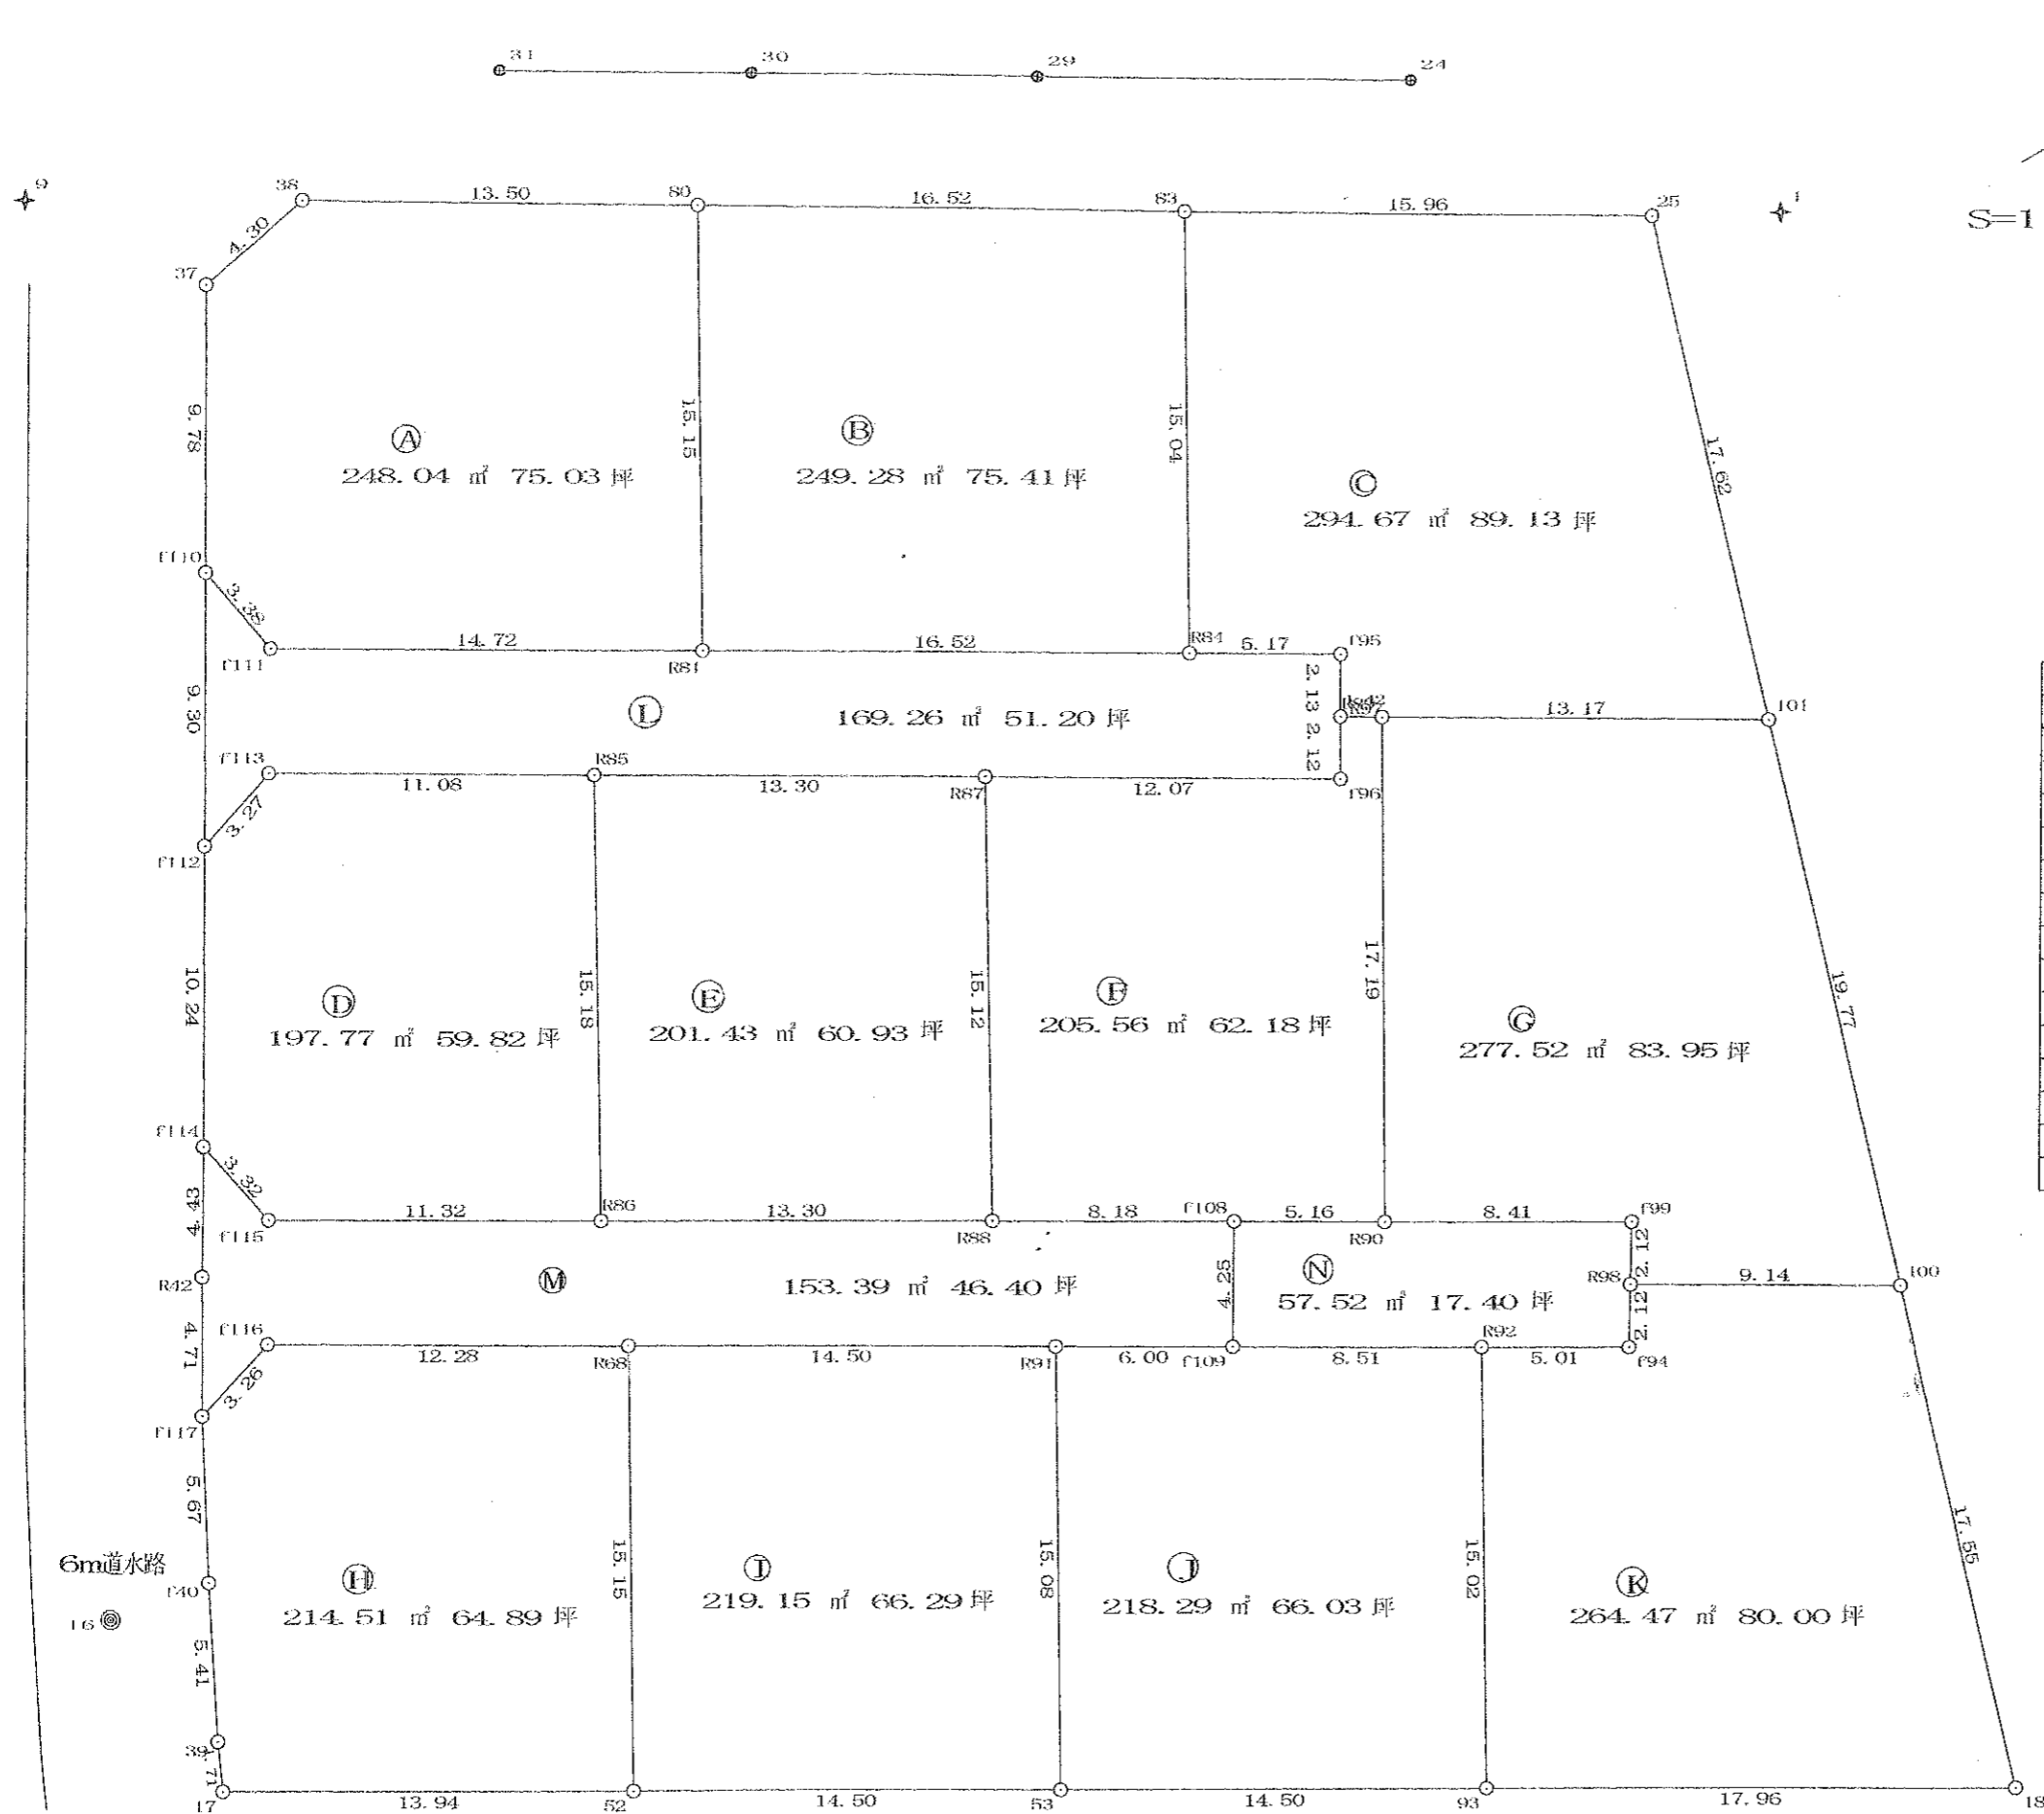 31 30 29 24
9 38 13.50 80 16.52 83 15.96 25 1
S=1
4.30
37
9.78 15.15 15.04 17.62
Ⓐ
248.04 ㎡ 75.03 坪
Ⓑ
249.28 ㎡ 75.41 坪
Ⓒ
294.67 ㎡ 89.13 坪
f110
3.38
f111 14.72 R81 16.52 R84 5.17 f95
9.30 2.13
Ⓛ 169.26 ㎡ 51.20 坪
R97 13.17 101
2.12
f113 11.08 R85 13.30 R87 12.07 f96
3.27
f112
10.24 15.18 15.12 17.19 19.77
Ⓓ
197.77 ㎡ 59.82 坪
Ⓔ
201.43 ㎡ 60.93 坪
Ⓕ
205.56 ㎡ 62.18 坪
Ⓖ
277.52 ㎡ 83.95 坪
f114
3.32
f115 11.32 R86 13.30 R88 8.18 f108 5.16 R90 8.41 f99
2.12
R42
Ⓜ 153.39 ㎡ 46.40 坪
4.25
Ⓝ
57.52 ㎡ 17.40 坪
R98 9.14 100
2.12
4.71
f116 12.28 R68 14.50 R91 6.00 f109 8.51 R92 5.01 f94
3.26
f117
5.67 15.15 15.08 15.02 17.55
6m道水路
f40
16
Ⓗ
214.51 ㎡ 64.89 坪
Ⓘ
219.15 ㎡ 66.29 坪
Ⓙ
218.29 ㎡ 66.03 坪
Ⓚ
264.47 ㎡ 80.00 坪
5.41
39
17 13.94 52 14.50 53 14.50 93 17.96 18